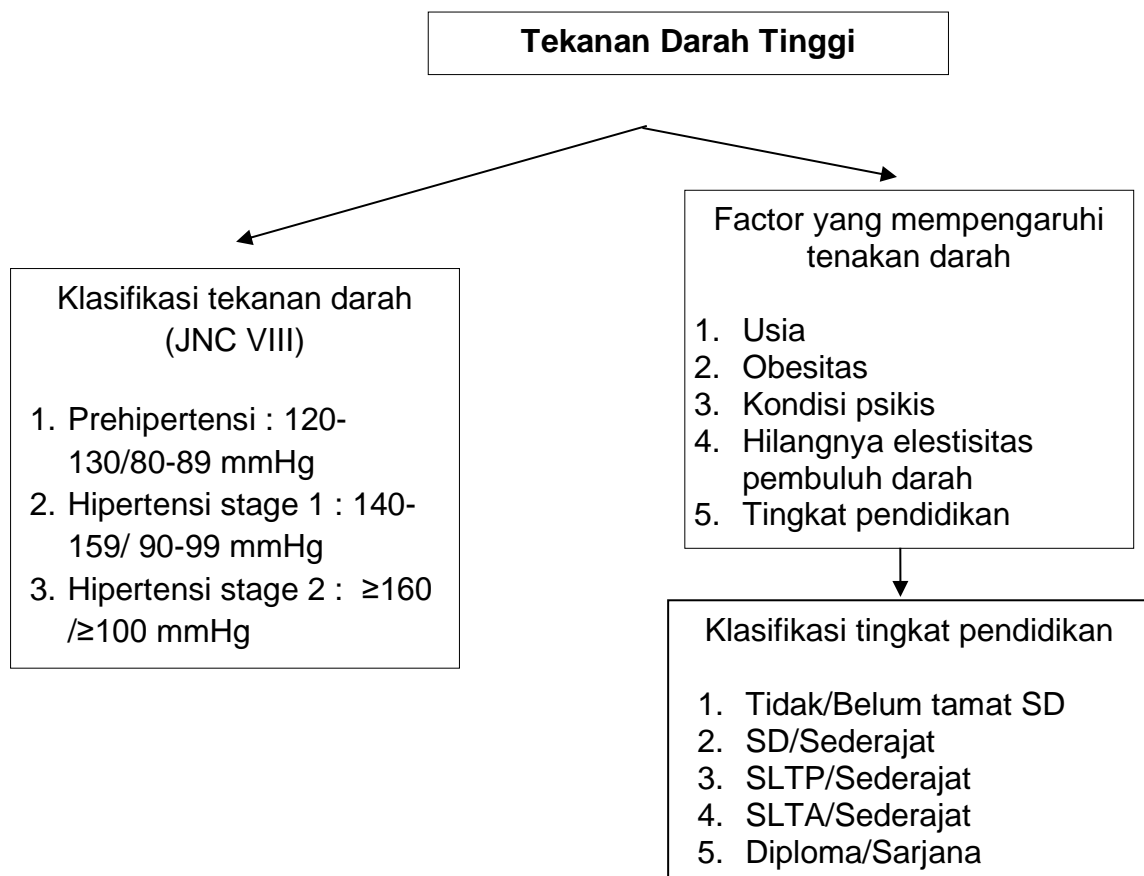 Tekanan Darah Tinggi
Klasifikasi tekanan darah
(JNC VIII)
1. Prehipertensi : 120-
130/80-89 mmHg
2. Hipertensi stage 1 : 140-
159/ 90-99 mmHg
3. Hipertensi stage 2 : ≥160
/≥100 mmHg
Factor yang mempengaruhi
tenakan darah
1. Usia
2. Obesitas
3. Kondisi psikis
4. Hilangnya elestisitas
pembuluh darah
5. Tingkat pendidikan
Klasifikasi tingkat pendidikan
1. Tidak/Belum tamat SD
2. SD/Sederajat
3. SLTP/Sederajat
4. SLTA/Sederajat
5. Diploma/Sarjana